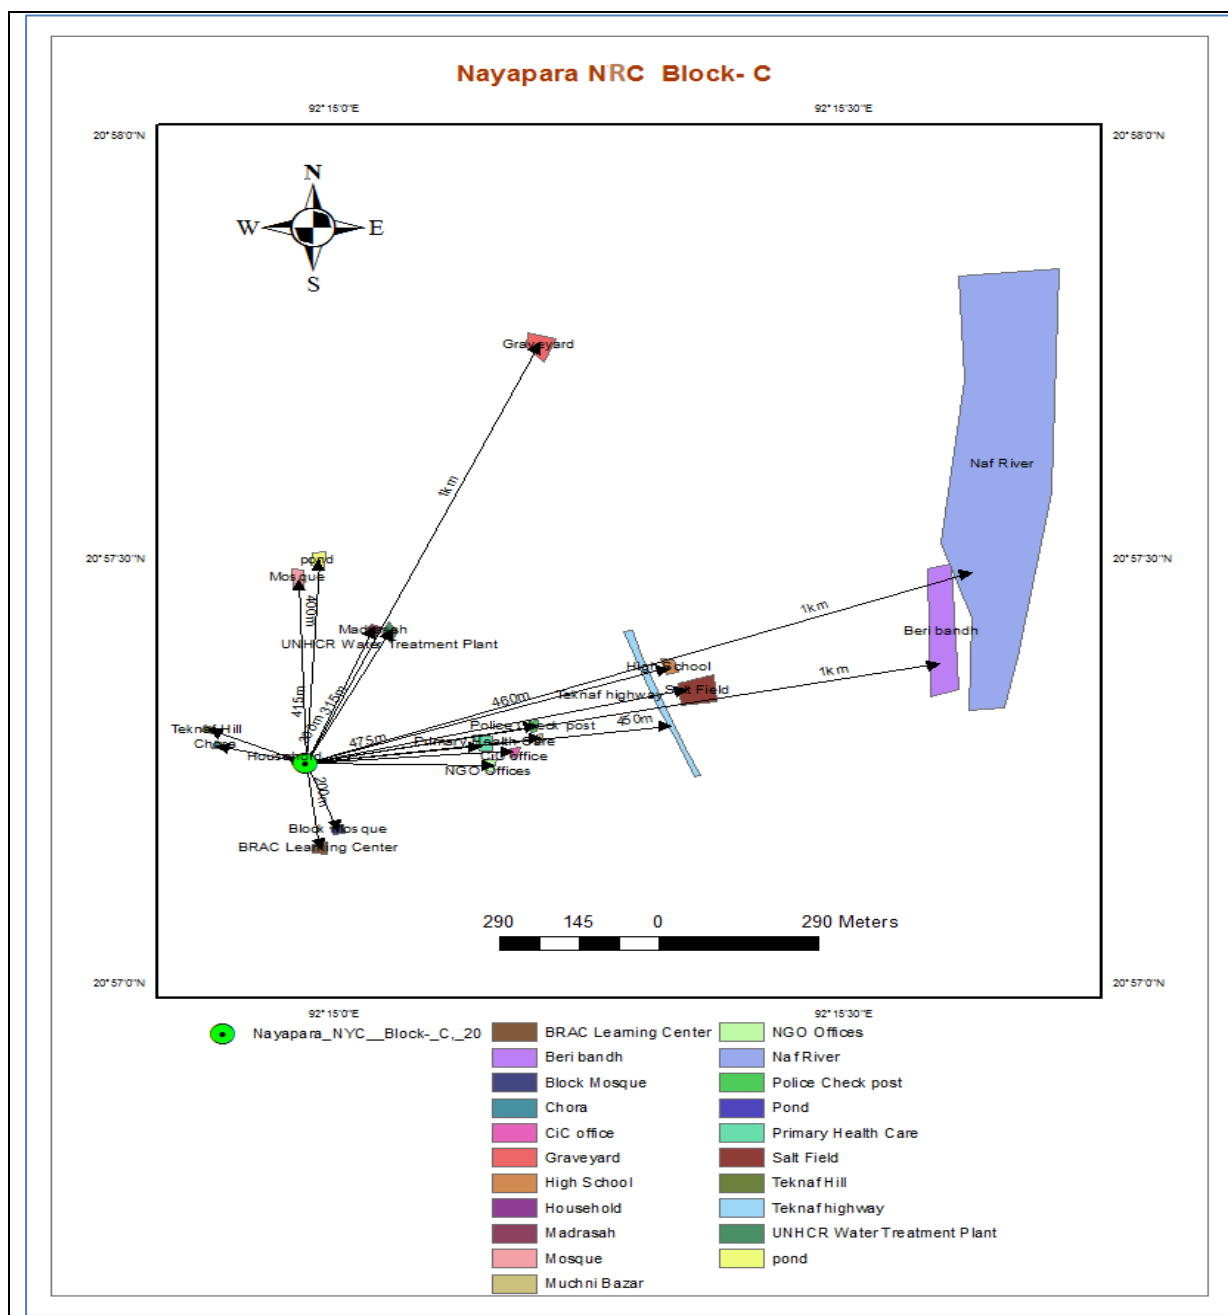 Nayapara NRC Block- C
92°15'0"E 92°15'30"E
20°58'0"N 20°58'0"N
N
W E
S
Graveyard
1km
Naf River
20°57'30"N 20°57'30"N
pond
Mosque
400m
1km
Madrasah
Beri bandh
UNHCR Water Treatment Plant
High School
1km
415m 315m 460m Teknaf highway Salt Field
450m
Teknaf Hill Police Check post
Chora 475m Primary Health Care
Household CiC office
NGO Offices
200m
Block Mosque
BRAC Learning Center
290 145 0 290 Meters
20°57'0"N 20°57'0"N
92°15'0"E 92°15'30"E
Nayapara_NYC__Block-_C,_20
BRAC Learning Center
Beri bandh
Block Mosque
Chora
CiC office
Graveyard
High School
Household
Madrasah
Mosque
Muchni Bazar
NGO Offices
Naf River
Police Check post
Pond
Primary Health Care
Salt Field
Teknaf Hill
Teknaf highway
UNHCR Water Treatment Plant
pond